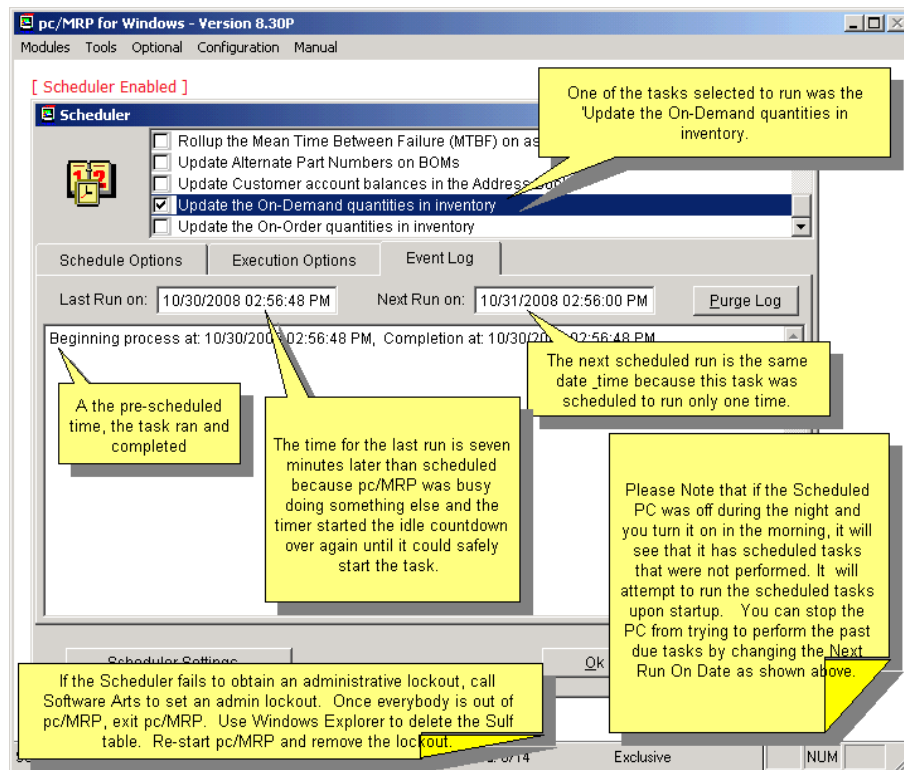 pc/MRP for Windows - Version 8.30P
Modules Tools Optional Configuration Manual
[ Scheduler Enabled ]
One of the tasks selected to run was the
'Update the On-Demand quantities in
inventory.
Scheduler
Rollup the Mean Time Between Failure (MTBF) on as
Update Alternate Part Numbers on BOMs
Update Customer account balances in the Address
Update the On-Demand quantities in inventory
Update the On-Order quantities in inventory
Schedule Options Execution Options Event Log
Last Run on: 10/30/2008 02:56:48 PM Next Run on: 10/31/2008 02:56:00 PM Purge Log
Beginning process at: 10/30/2008 02:56:48 PM, Completion at: 10/30/2008 02:56:48 PM
The next scheduled run is the same
date _time because this task was
scheduled to run only one time.
A the pre-scheduled
time, the task ran and
completed
The time for the last run is seven
minutes later than scheduled
because pc/MRP was busy
doing something else and the
timer started the idle countdown
over again until it could safely
start the task.
Please Note that if the Scheduled
PC was off during the night and
you turn it on in the morning, it will
see that it has scheduled tasks
that were not performed. It will
attempt to run the scheduled tasks
upon startup. You can stop the
PC from trying to perform the past
due tasks by changing the Next
Run On Date as shown above.
Scheduler Settings Ok
If the Scheduler fails to obtain an administrative lockout, call
Software Arts to set an admin lockout. Once everybody is out of
pc/MRP, exit pc/MRP. Use Windows Explorer to delete the Sulf
table. Re-start pc/MRP and remove the lockout.
Exclusive NUM